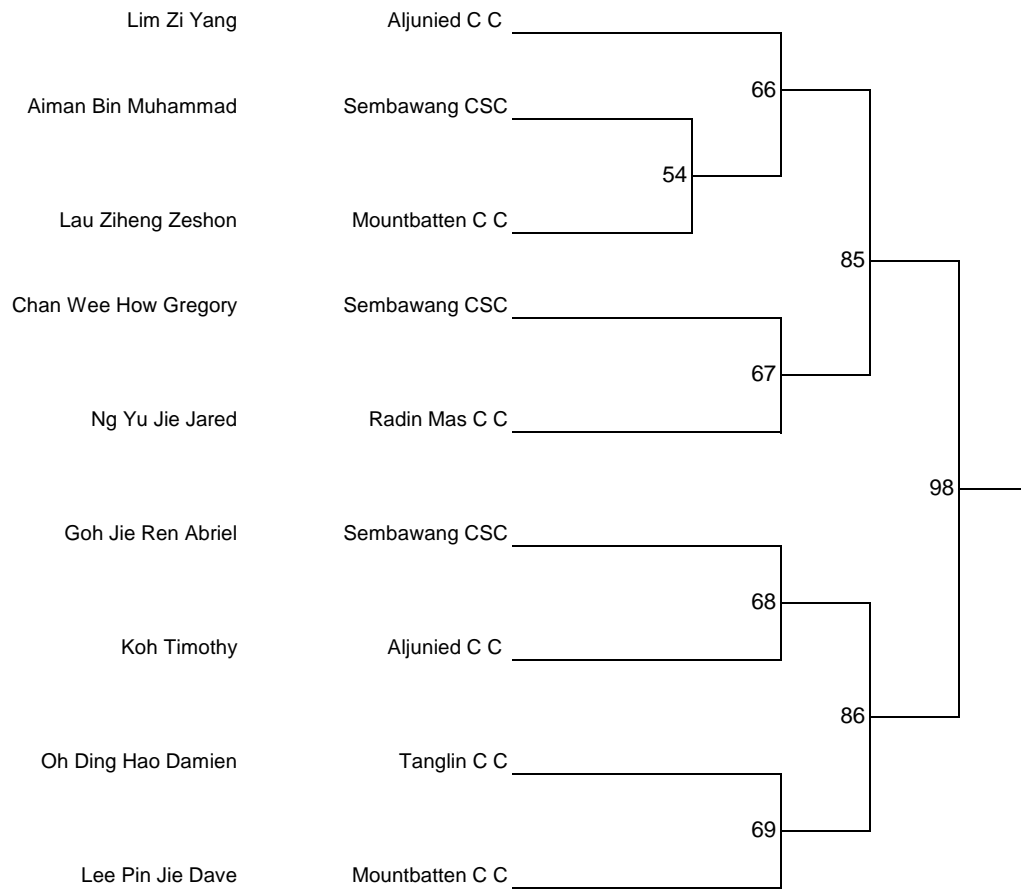 Lim Zi Yang Aljunied C C
66
Aiman Bin Muhammad Sembawang CSC
54
Lau Ziheng Zeshon Mountbatten C C
85
Chan Wee How Gregory Sembawang CSC
67
Ng Yu Jie Jared Radin Mas C C
98
Goh Jie Ren Abriel Sembawang CSC
68
Koh Timothy Aljunied C C
86
Oh Ding Hao Damien Tanglin C C
69
Lee Pin Jie Dave Mountbatten C C